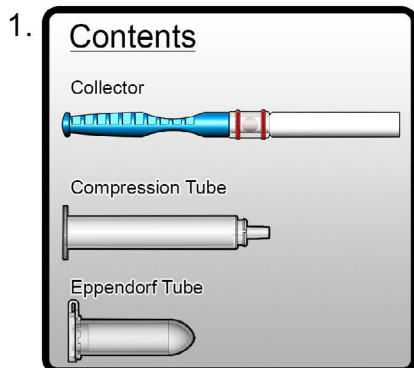 1.
Contents
Collector
Compression Tube
Eppendorf Tube